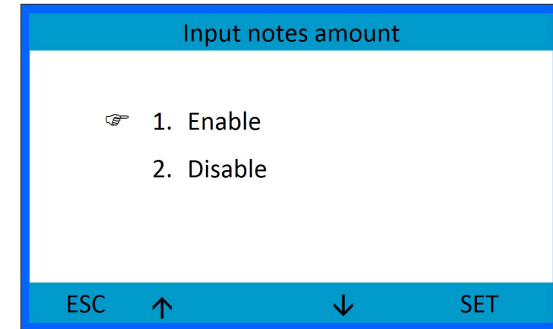 Input notes amount
☞ 1. Enable
2. Disable
ESC ↑ ↓ SET